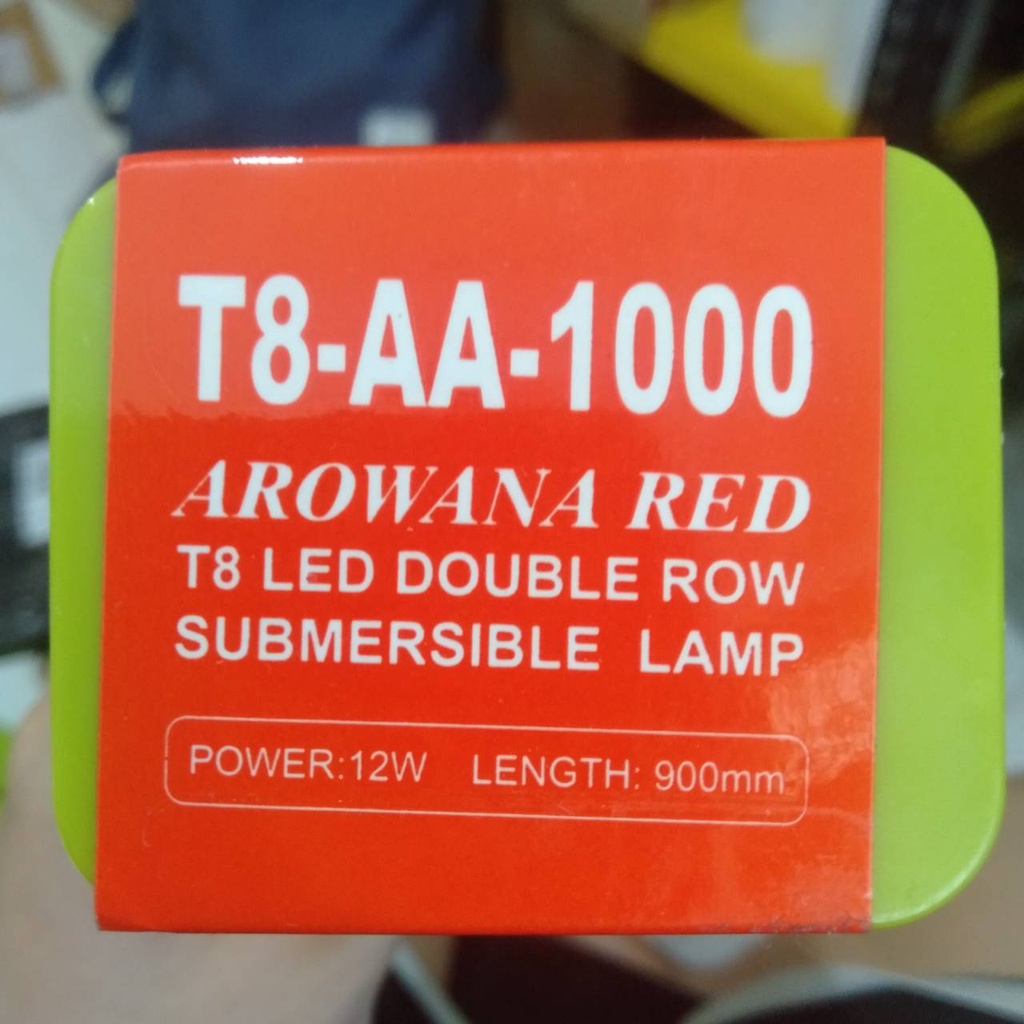 T8-AA-1000
AROWANA RED
T8 LED DOUBLE ROW
SUBMERSIBLE LAMP
POWER:12W LENGTH: 900mm